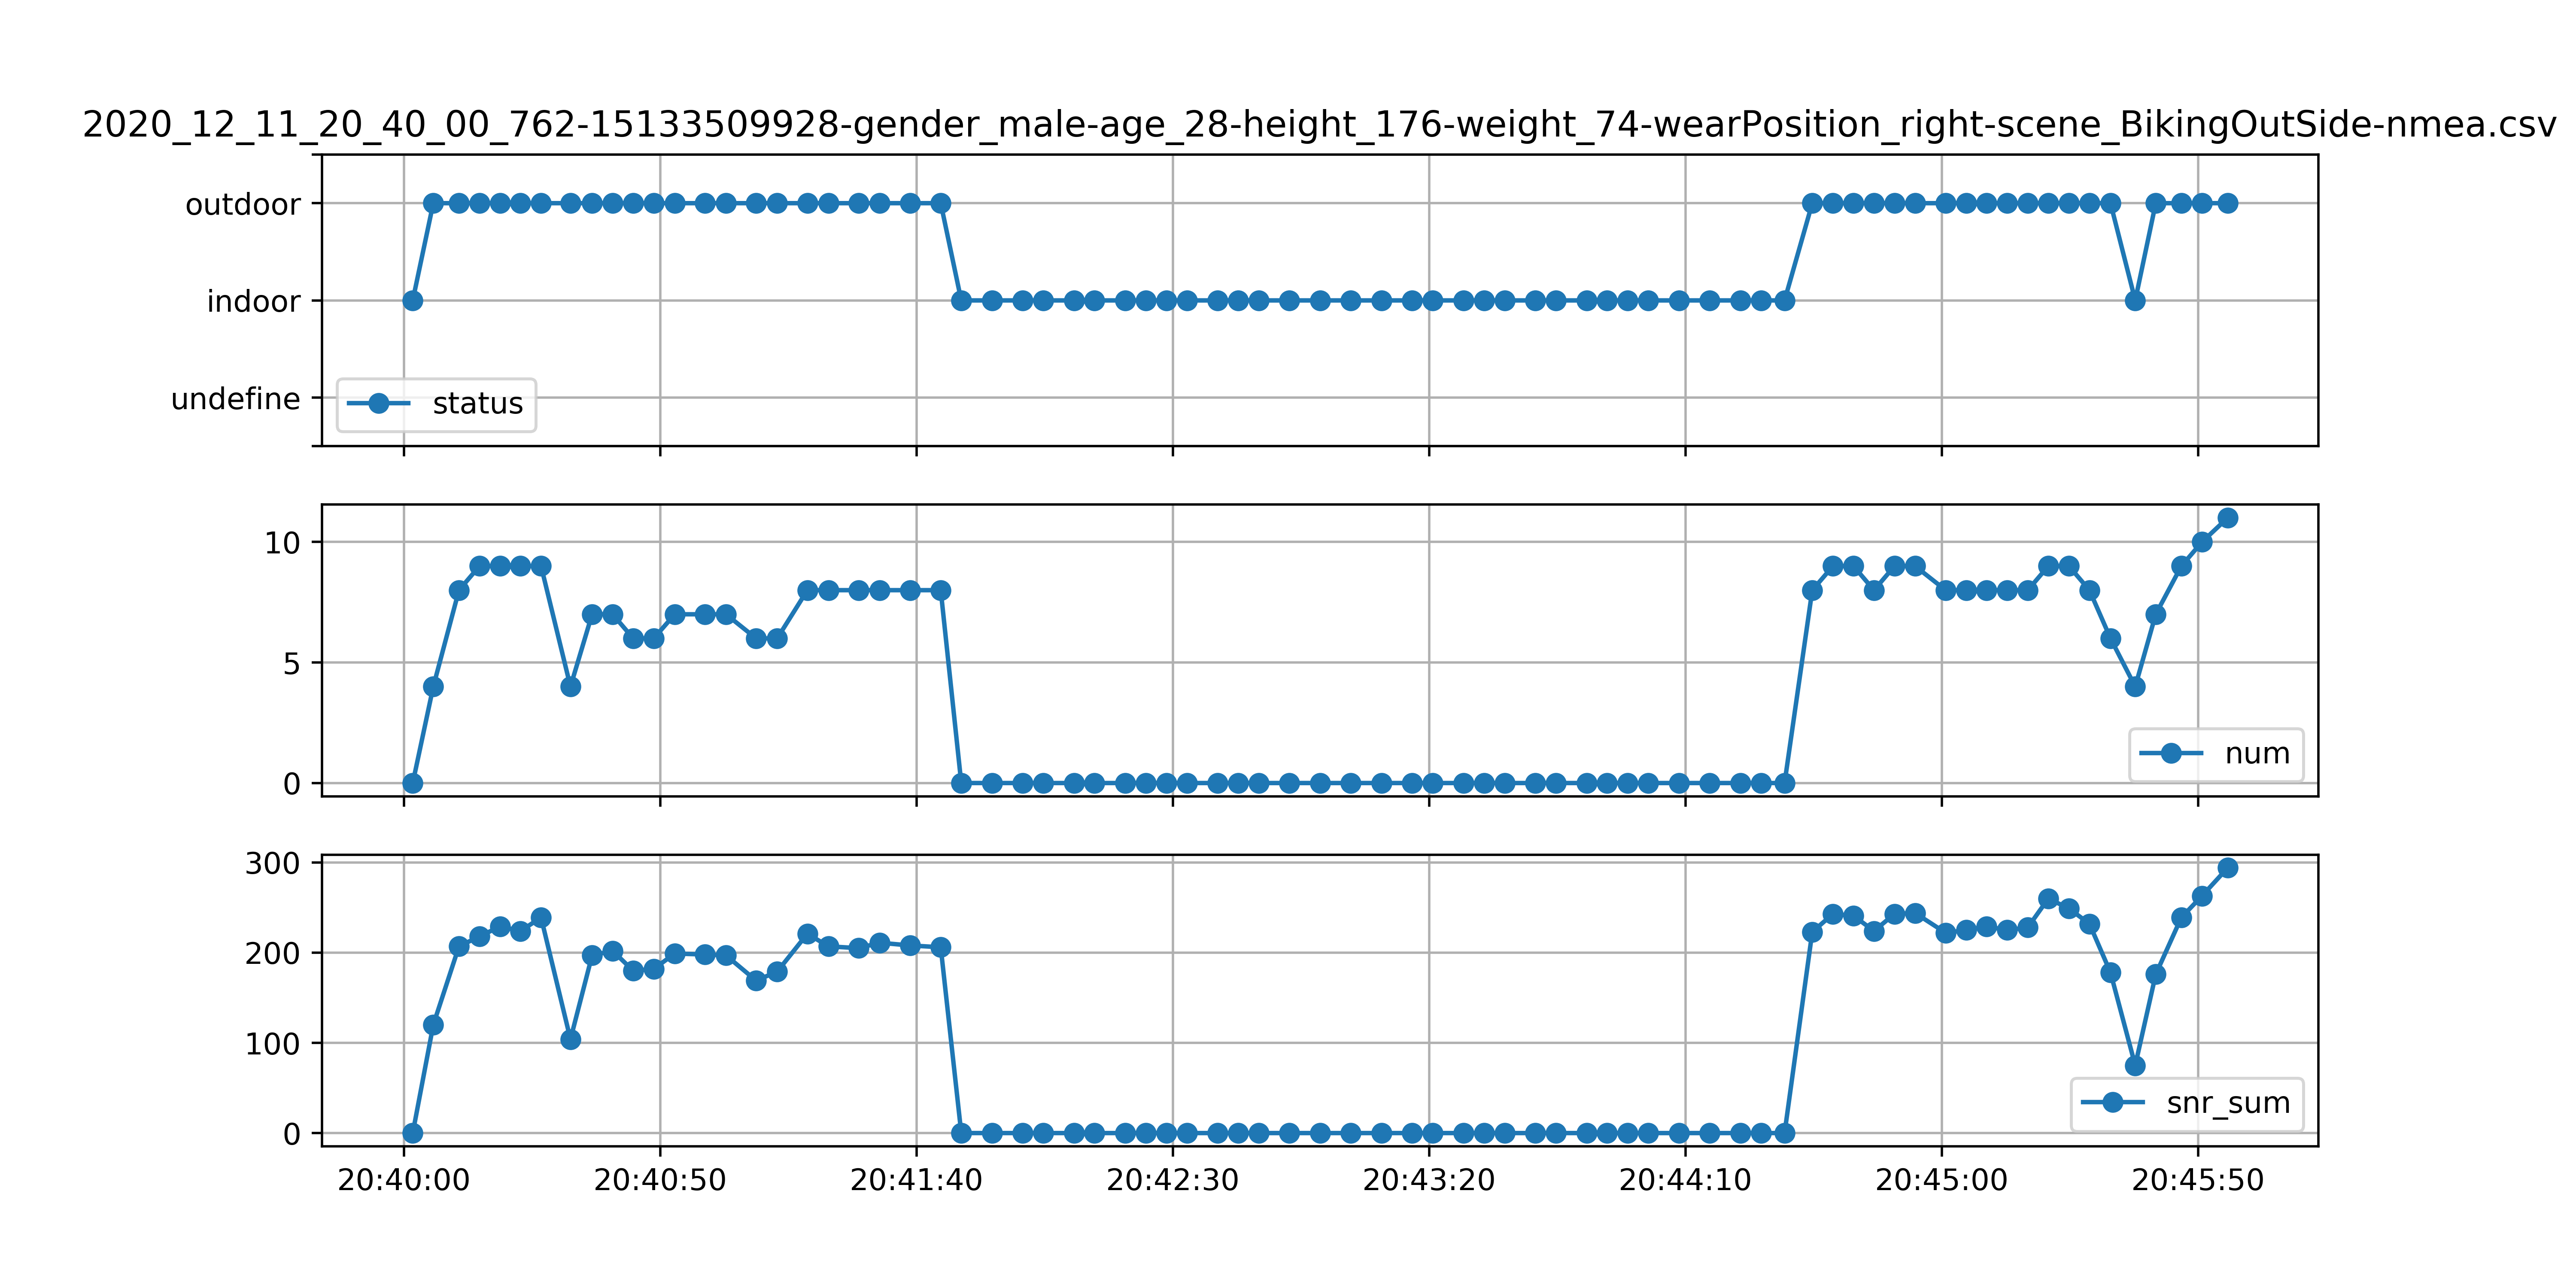 2020_12_11_20_40_00_762-15133509928-gender_male-age_28-height_176-weight_74-wearPosition_right-scene_BikingOutSide-nmea.csv
outdoor
indoor
undefine
status
10
5
0
num
300
200
100
0
snr_sum
20:40:00 20:40:50 20:41:40 20:42:30 20:43:20 20:44:10 20:45:00 20:45:50